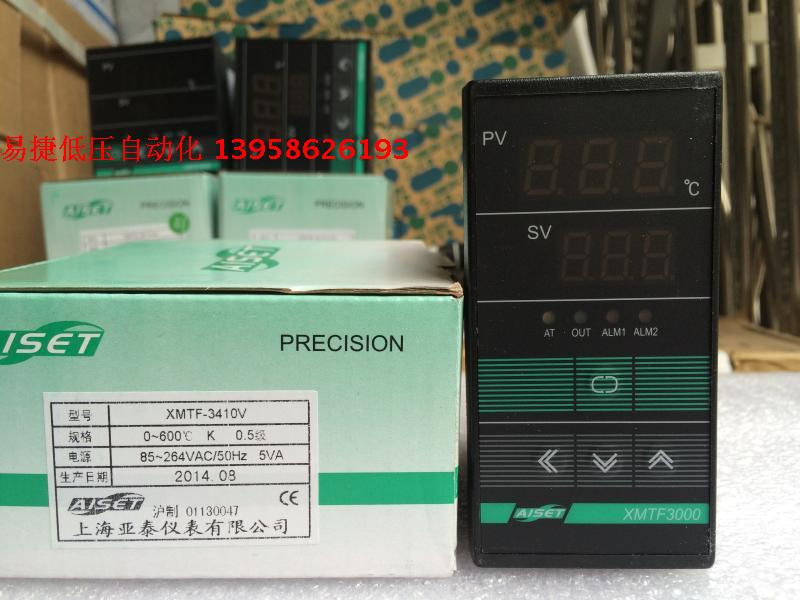 易捷低压自动化 13958626193
AISET PRECISION
AISET PRECISION
AISET
AISET PRECISION
型号 XMTF-3410V
规格 0~600℃ K 0.5级
电源 85~264VAC/50Hz 5VA
生产日期 2014.08
AISET 沪制 01130047 CE
上海亚泰仪表有限公司
PV
℃
SV
AT OUT ALM1 ALM2
AISET XMTF3000